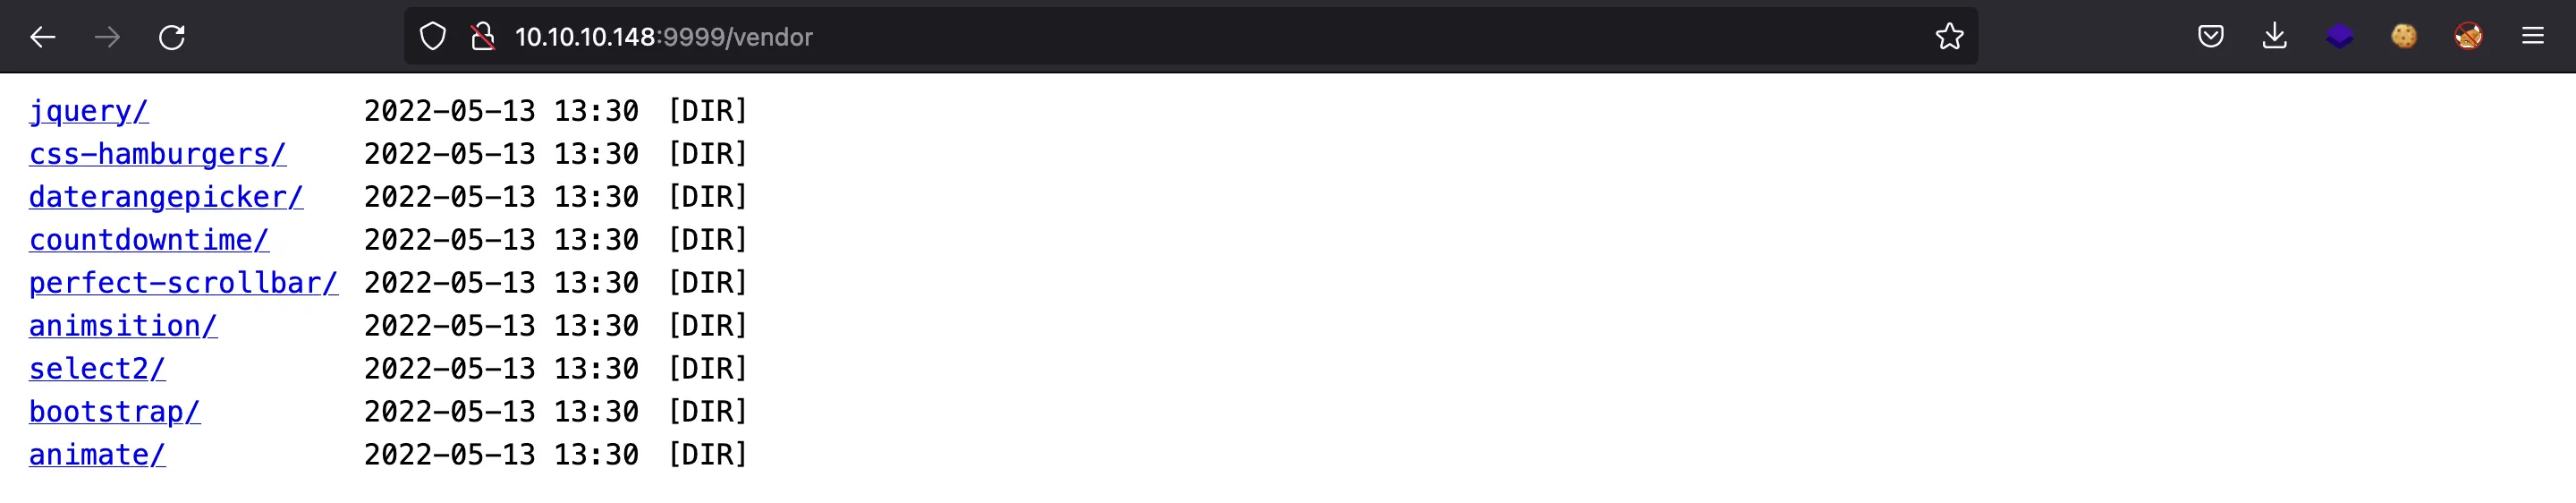 10.10.10.148:9999/vendor
jquery/ 2022-05-13 13:30 [DIR]
css-hamburgers/ 2022-05-13 13:30 [DIR]
daterangepicker/ 2022-05-13 13:30 [DIR]
countdowntime/ 2022-05-13 13:30 [DIR]
perfect-scrollbar/ 2022-05-13 13:30 [DIR]
animsition/ 2022-05-13 13:30 [DIR]
select2/ 2022-05-13 13:30 [DIR]
bootstrap/ 2022-05-13 13:30 [DIR]
animate/ 2022-05-13 13:30 [DIR]